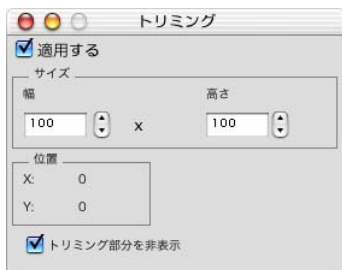 トリミング
適用する
サイズ
幅 高さ
100 x 100
位置
X: 0
Y: 0
トリミング部分を非表示